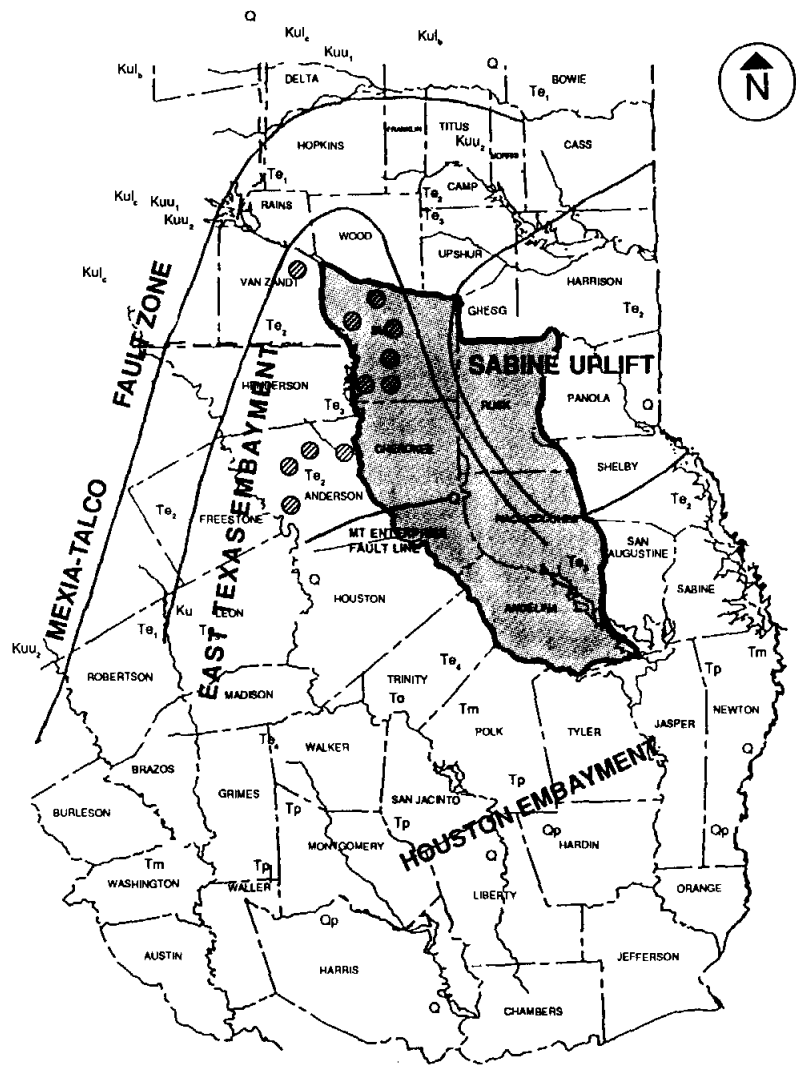 Q
Kul_c
Kul_b
Kuu_1
Kul_b
Q
DELTA
BOWIE
Te_1
N
FRANKLIN
TITUS
Kuu_2
MORRIS
CASS
HOPKINS
Te_1
CAMP
Te_2
Te_3
Kul_c
Kuu_1
Kuu_2
RAINS
WOOD
UPSHUR
Kul_c
VAN ZANDT
HARRISON
GHESG
Te_2
Te_2
FAULT ZONE
SABINE UPLIFT
HENDERSON
Te_3
RUSK
PANOLA
Q
CHEROKEE
SHELBY
Te_2
ANDERSON
Te_2
Te_2
FREESTONE
Q
NACOGDOCHES
MT ENTERPRISE
FAULT LINE
SAN
AUGUSTINE
EAST TEXAS EMBAYMENT
MEXIA-TALCO
Q
HOUSTON
SABINE
ANGELINA
Ku
LEON
Te_1
Kuu_2
ROBERTSON
Te_4
Tm
Tp
TRINITY
MADISON
To
Tm
POLK
TYLER
JASPER
NEWTON
Te_4
WALKER
Q
BRAZOS
GRIMES
Tp
SAN JACINTO
Tp
BURLESON
Tp
HOUSTON EMBAYMENT
Qp
HARDIN
Qp
MONTGOMERY
Q
Tm
WASHINGTON
Tp
WALLER
LIBERTY
ORANGE
Qp
AUSTIN
HARRIS
JEFFERSON
Q
CHAMBERS